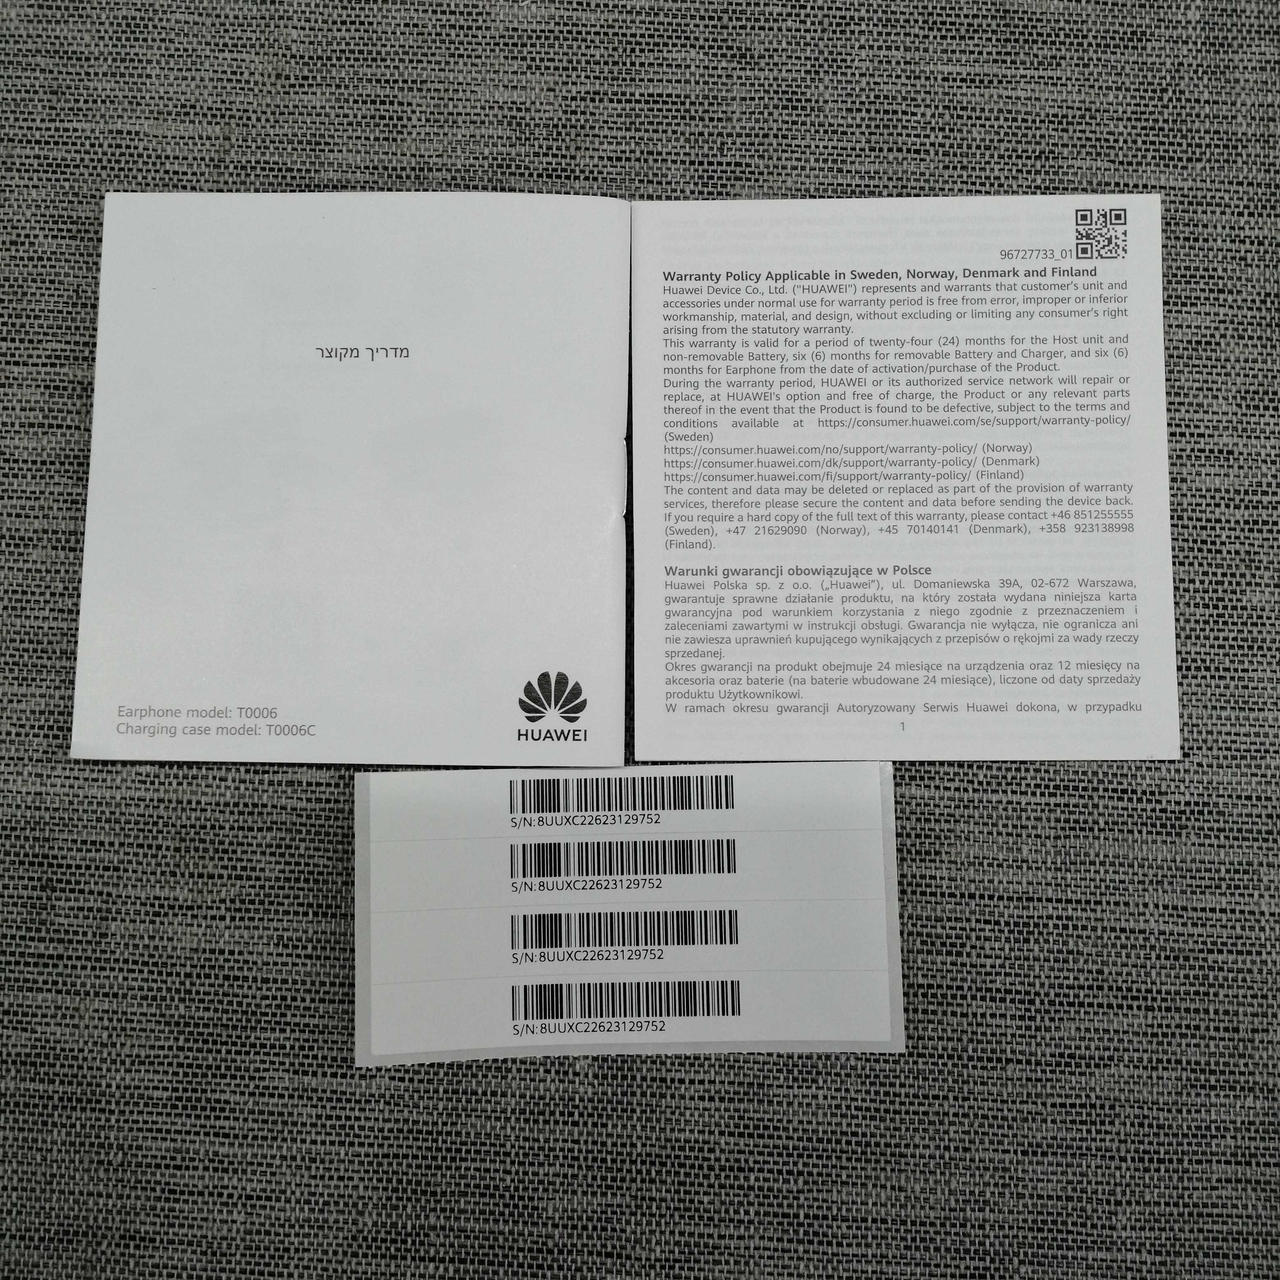 מדריך מקוצר
Earphone model: T0006
Charging case model: T0006C
HUAWEI
96727733_01
Warranty Policy Applicable in Sweden, Norway, Denmark and Finland
Huawei Device Co., Ltd. ("HUAWEI") represents and warrants that customer's unit and
accessories under normal use for warranty period is free from error, improper or inferior
workmanship, material, and design, without excluding or limiting any consumer's right
arising from the statutory warranty.
This warranty is valid for a period of twenty-four (24) months for the Host unit and
non-removable Battery, six (6) months for removable Battery and Charger, and six (6)
months for Earphone from the date of activation/purchase of the Product.
During the warranty period, HUAWEI or its authorized service network will repair or
replace, at HUAWEI's option and free of charge, the Product or any relevant parts
thereof in the event that the Product is found to be defective, subject to the terms and
conditions available at https://consumer.huawei.com/se/support/warranty-policy/
(Sweden)
https://consumer.huawei.com/no/support/warranty-policy/ (Norway)
https://consumer.huawei.com/dk/support/warranty-policy/ (Denmark)
https://consumer.huawei.com/fi/support/warranty-policy/ (Finland)
The content and data may be deleted or replaced as part of the provision of warranty
services, therefore please secure the content and data before sending the device back.
If you require a hard copy of the full text of this warranty, please contact +46 851255555
(Sweden), +47 21629090 (Norway), +45 70140141 (Denmark), +358 923138998
(Finland).
Warunki gwarancji obowiązujące w Polsce
Huawei Polska sp. z o.o. („Huawei"), ul. Domaniewska 39A, 02-672 Warszawa,
gwarantuje sprawne działanie produktu, na który została wydana niniejsza karta
gwarancyjna pod warunkiem korzystania z niego zgodnie z przeznaczeniem i
zaleceniami zawartymi w instrukcji obsługi. Gwarancja nie wyłącza, nie ogranicza ani
nie zawiesza uprawnień kupującego wynikających z przepisów o rękojmi za wady rzeczy
sprzedanej.
Okres gwarancji na produkt obejmuje 24 miesiące na urządzenia oraz 12 miesięcy na
akcesoria oraz baterie (na baterie wbudowane 24 miesiące), liczone od daty sprzedaży
produktu Użytkownikowi.
W ramach okresu gwarancji Autoryzowany Serwis Huawei dokona, w przypadku
1
S/N:8UUXC22623129752
S/N:8UUXC22623129752
S/N:8UUXC22623129752
S/N:8UUXC22623129752